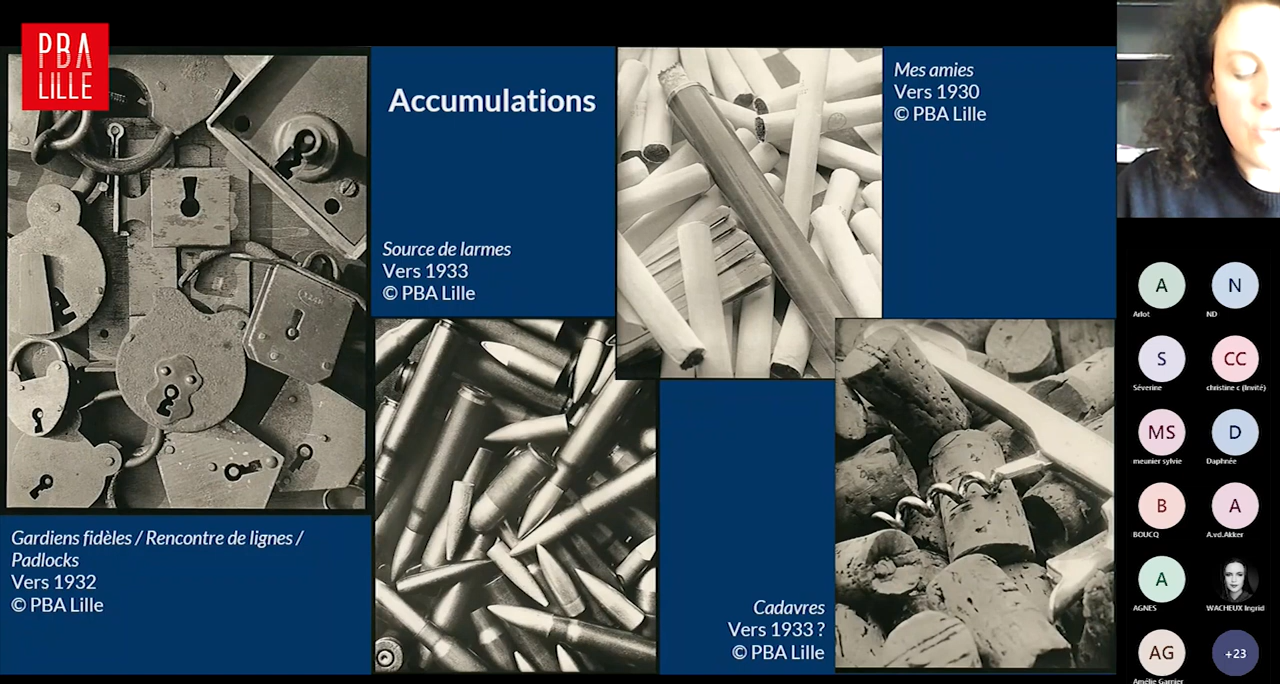 PBA
LILLE
Accumulations
Source de larmes
Vers 1933
© PBA Lille
Mes amies
Vers 1930
© PBA Lille
Gardiens fidèles / Rencontre de lignes /
Padlocks
Vers 1932
© PBA Lille
Cadavres
Vers 1933 ?
© PBA Lille
A
Arlot
N
ND
S
Séverine
CC
christine c (Invité)
MS
meunier sylvie
D
Daphnée
B
BOUCQ
A
A.vd.Akker
A
AGNES
WACHEUX Ingrid
AG
Amélie Garnier
+23